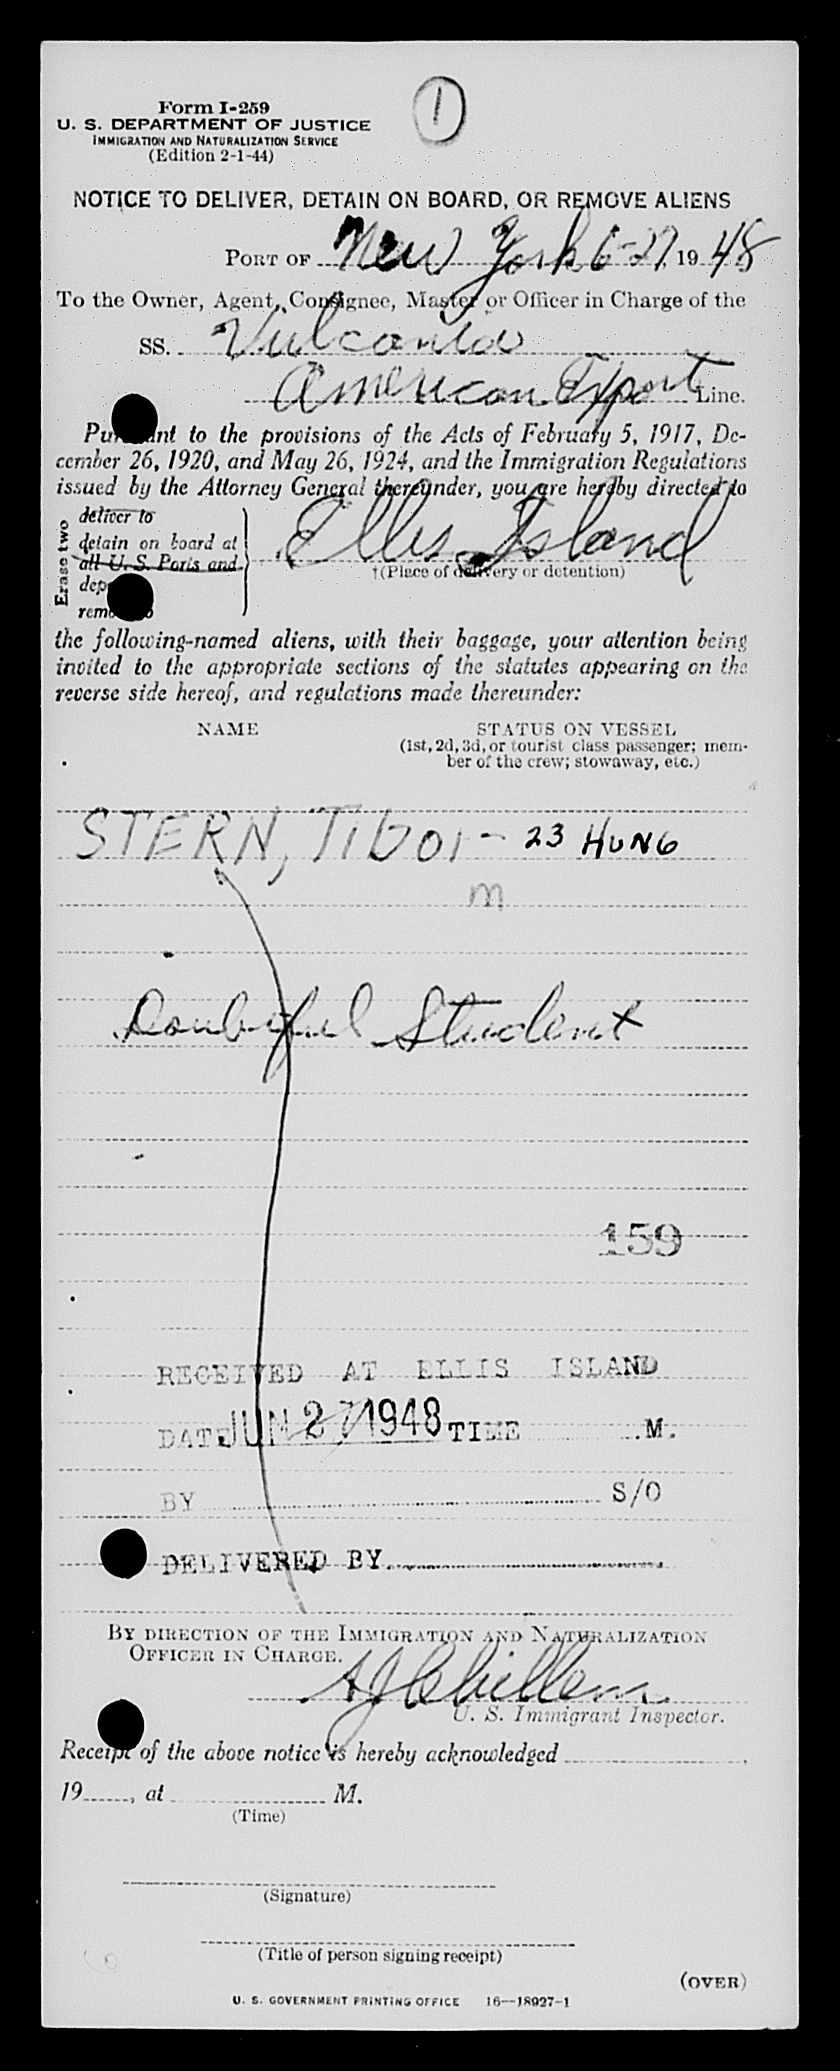 1
Form I-259
U. S. DEPARTMENT OF JUSTICE
IMMIGRATION AND NATURALIZATION SERVICE
(Edition 2-1-44)
NOTICE TO DELIVER, DETAIN ON BOARD, OR REMOVE ALIENS
PORT OF New York 6-27, 1948
To the Owner, Agent, Consignee, Master or Officer in Charge of the
SS. Vulcania
American Export Line.
Pursuant to the provisions of the Acts of February 5, 1917, De-
cember 26, 1920, and May 26, 1924, and the Immigration Regulations
issued by the Attorney General thereunder, you are hereby directed to
Erase two
deliver to
detain on board at
all U. S. Ports and
Ellis Island
†(Place of delivery or detention)
the following-named aliens, with their baggage, your attention being
invited to the appropriate sections of the statutes appearing on the
reverse side hereof, and regulations made thereunder:
NAME STATUS ON VESSEL
(1st, 2d, 3d, or tourist class passenger; mem-
ber of the crew; stowaway, etc.)
STERN, Tibor - 23 HUNG
m
Doubtful Student
159
RECEIVED AT ELLIS ISLAND
DATE JUN 27 1948 TIME M.
BY S/O
DELIVERED BY
BY DIRECTION OF THE IMMIGRATION AND NATURALIZATION
OFFICER IN CHARGE.
U. S. Immigrant Inspector.
Receipt of the above notice is hereby acknowledged
19, at M.
(Time)
(Signature)
(Title of person signing receipt)
(OVER)
U. S. GOVERNMENT PRINTING OFFICE 16—18927-1